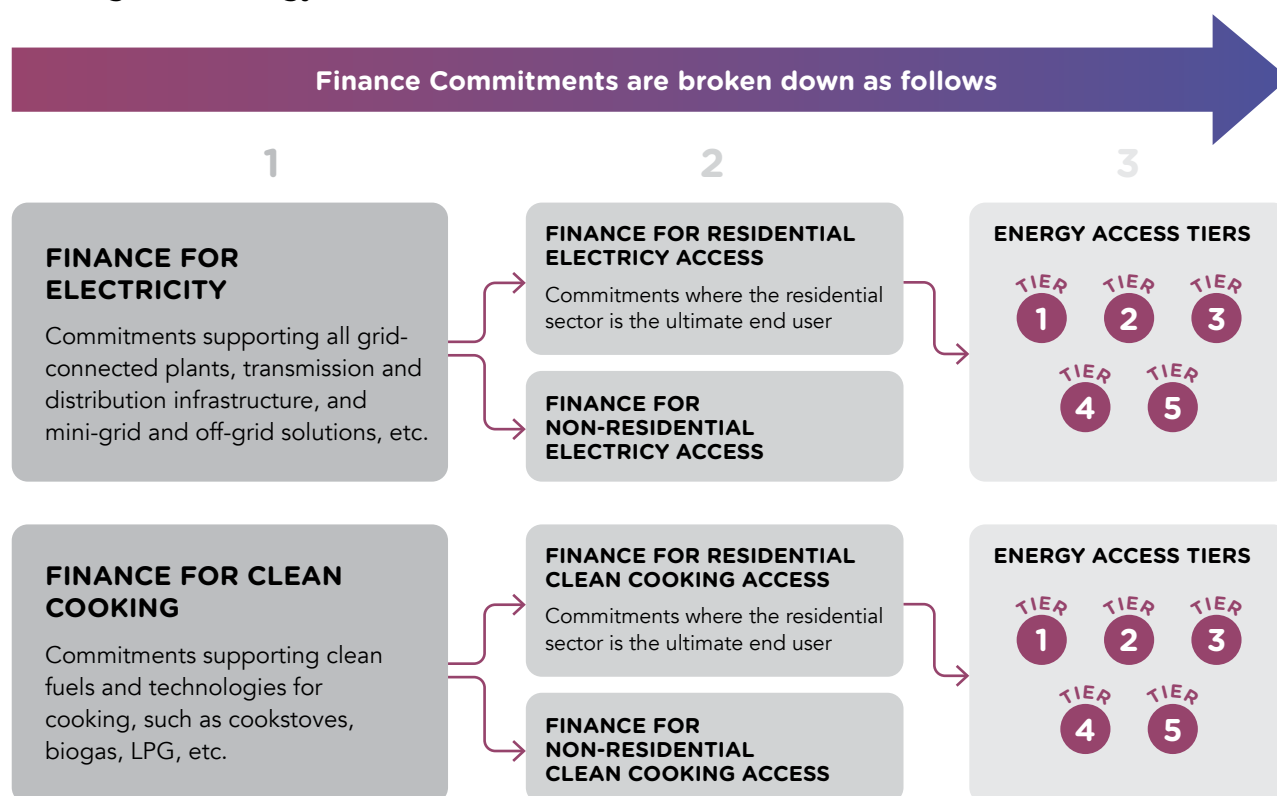 Finance Commitments are broken down as follows
1
2
3
FINANCE FOR
ELECTRICITY
Commitments supporting all grid-
connected plants, transmission and
distribution infrastructure, and
mini-grid and off-grid solutions, etc.
FINANCE FOR RESIDENTIAL
ELECTRICY ACCESS
Commitments where the residential
sector is the ultimate end user
FINANCE FOR
NON-RESIDENTIAL
ELECTRICY ACCESS
ENERGY ACCESS TIERS
TIER TIER TIER
1 2 3
TIER TIER
4 5
FINANCE FOR CLEAN
COOKING
Commitments supporting clean
fuels and technologies for
cooking, such as cookstoves,
biogas, LPG, etc.
FINANCE FOR RESIDENTIAL
CLEAN COOKING ACCESS
Commitments where the residential
sector is the ultimate end user
FINANCE FOR
NON-RESIDENTIAL
CLEAN COOKING ACCESS
ENERGY ACCESS TIERS
TIER TIER TIER
1 2 3
TIER TIER
4 5